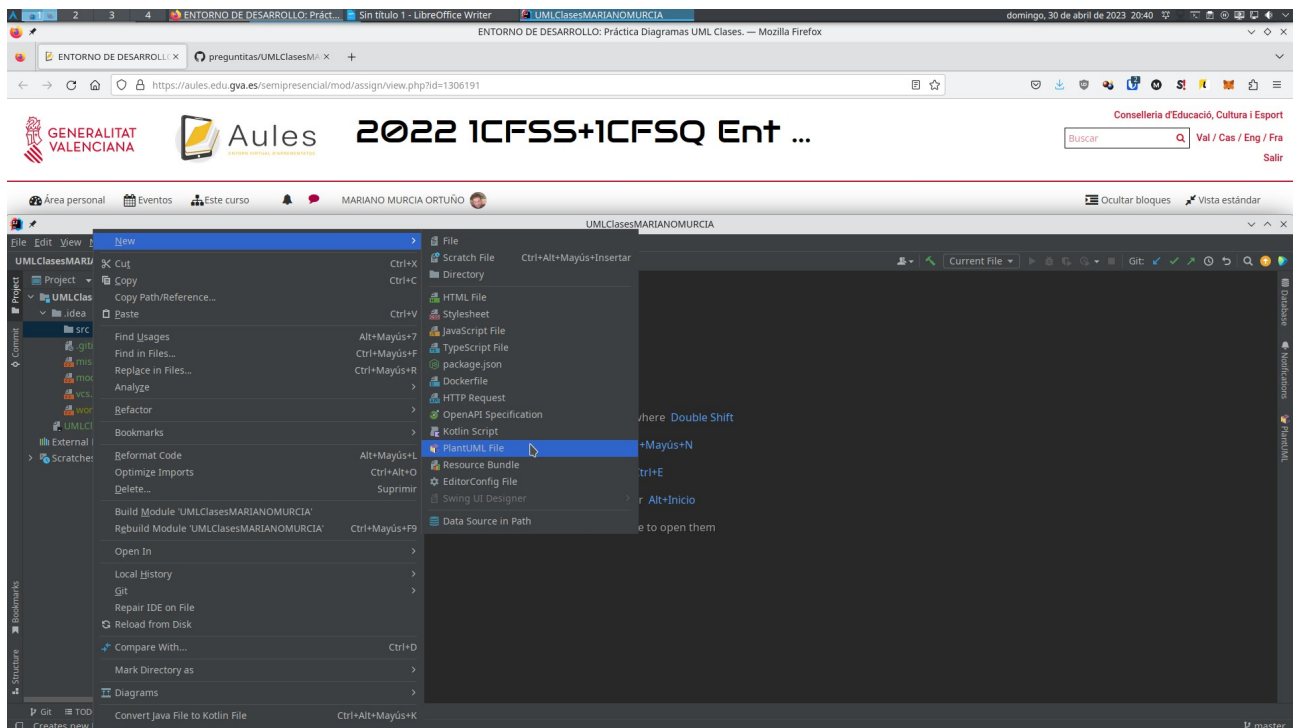 1 2 3 4 ENTORNO DE DESARROLLO: Práct... Sin título 1 - LibreOffice Writer UMLClasesMARIANOMURCIA domingo, 30 de abril de 2023 20:40
ENTORNO DE DESARROLLO: Práctica Diagramas UML Clases. — Mozilla Firefox
ENTORNO DE DESARROLL preguntitas/UMLClasesMA
https://aules.edu.gva.es/semipresencial/mod/assign/view.php?id=1306191
Conselleria d'Educació, Cultura i Esport
GENERALITAT
VALENCIANA
Aules
2022 1CFSS+1CFSQ Ent ...
Buscar
Val / Cas / Eng / Fra
Salir
Área personal Eventos Este curso MARIANO MURCIA ORTUÑO Ocultar bloques Vista estándar
UMLClasesMARIANOMURCIA
File Edit View
New
File
UMLClasesMARI
Cut Ctrl+X
Scratch File Ctrl+Alt+Mayús+Insertar
Current File
Git:
Project
Copy Ctrl+C
Directory
UMLClas
Copy Path/Reference...
HTML File
.idea
Paste Ctrl+V
Stylesheet
src
Find Usages Alt+Mayús+7
JavaScript File
.giti
Find in Files... Ctrl+Mayús+F
TypeScript File
mis
Replace in Files... Ctrl+Mayús+R
package.json
mod
Analyze
Dockerfile
vcs.
HTTP Request
wor
Refactor
OpenAPI Specification
where Double Shift
UMLCl
Bookmarks
Kotlin Script
External
Reformat Code Alt+Mayús+L
PlantUML File
+Mayús+N
Scratches
Optimize Imports Ctrl+Alt+O
Resource Bundle
Ctrl+E
Delete... Suprimir
EditorConfig File
Swing UI Designer
r Alt+Inicio
Build Module 'UMLClasesMARIANOMURCIA'
Data Source in Path
e to open them
Rebuild Module 'UMLClasesMARIANOMURCIA' Ctrl+Mayús+F9
Open In
Local History
Git
Repair IDE on File
Reload from Disk
Compare With... Ctrl+D
Mark Directory as
Diagrams
Convert Java File to Kotlin File Ctrl+Alt+Mayús+K
Project
Commit
Bookmarks
Structure
Database
Notifications
PlantUML
Git TOD
Creates new
master